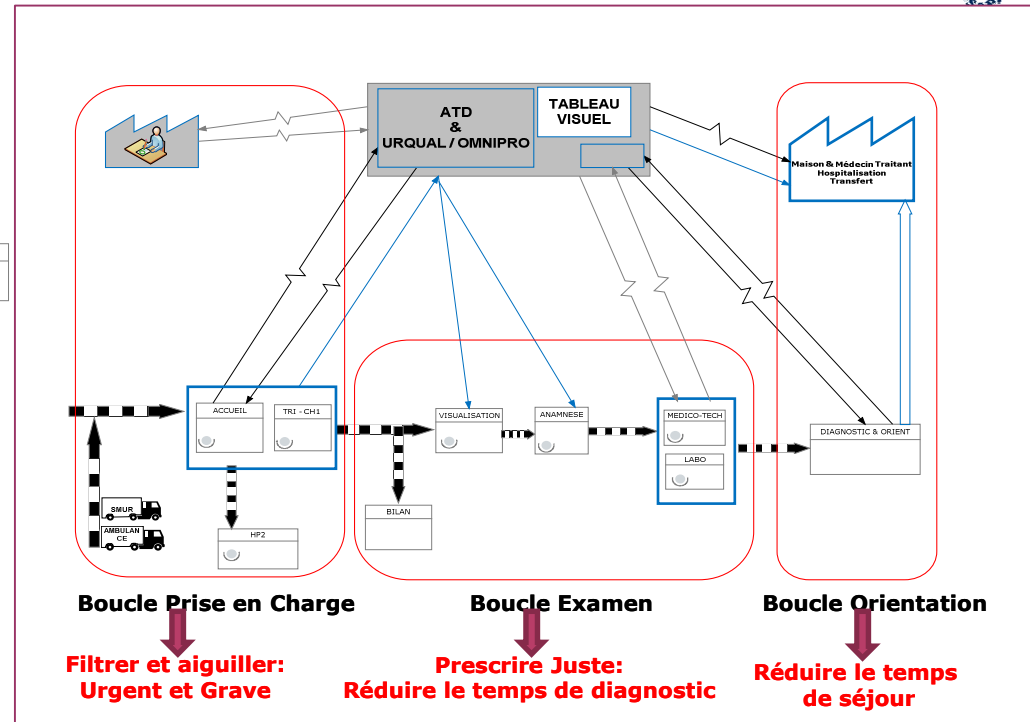 ATD
&
URQUAL / OMNIPRO
TABLEAU
VISUEL
Maison & Médecin Traitant
Hospitalisation
Transfert
ACCUEIL
TRI - CH1
VISUALISATION
ANAMNESE
MEDICO-TECH
LABO
DIAGNOSTIC & ORIENT
SMUR
AMBULAN
CE
HP2
BILAN
Boucle Prise en Charge
Boucle Examen
Boucle Orientation
Filtrer et aiguiller:
Urgent et Grave
Prescrire Juste:
Réduire le temps de diagnostic
Réduire le temps
de séjour